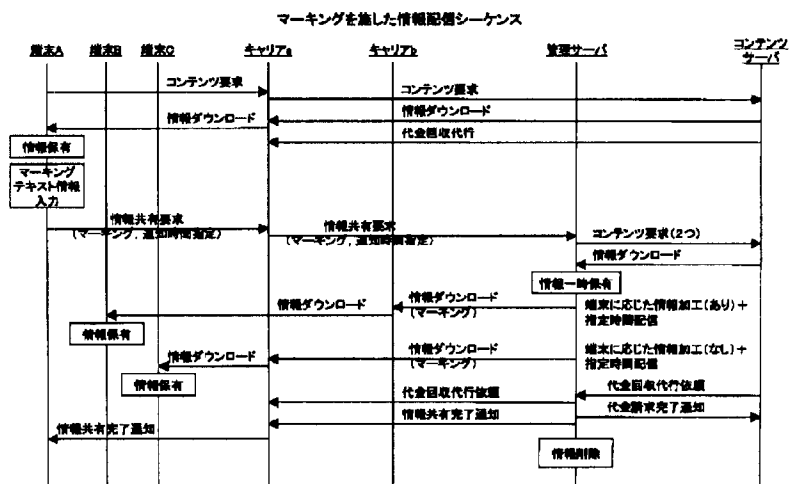 マーキングを施した情報配信シーケンス
端末A 端末B 端末C キャリアa キャリアb 管理サーバ コンテンツ
サーバ
コンテンツ要求
コンテンツ要求
情報ダウンロード
情報ダウンロード
代金回収代行
情報保有
マーキング
テキスト情報
入力
情報共有要求
(マーキング, 通知時間指定)
情報共有要求
(マーキング, 通知時間指定)
コンテンツ要求(2つ)
情報ダウンロード
情報一時保有
情報ダウンロード
(マーキング)
端末に応じた情報加工(あり)+
指定時間配信
情報ダウンロード
情報保有
情報ダウンロード
(マーキング)
端末に応じた情報加工(なし)+
指定時間配信
情報ダウンロード
情報保有
代金回収代行依頼
代金回収代行依頼
代金請求完了通知
情報共有完了通知
情報共有完了通知
情報削除